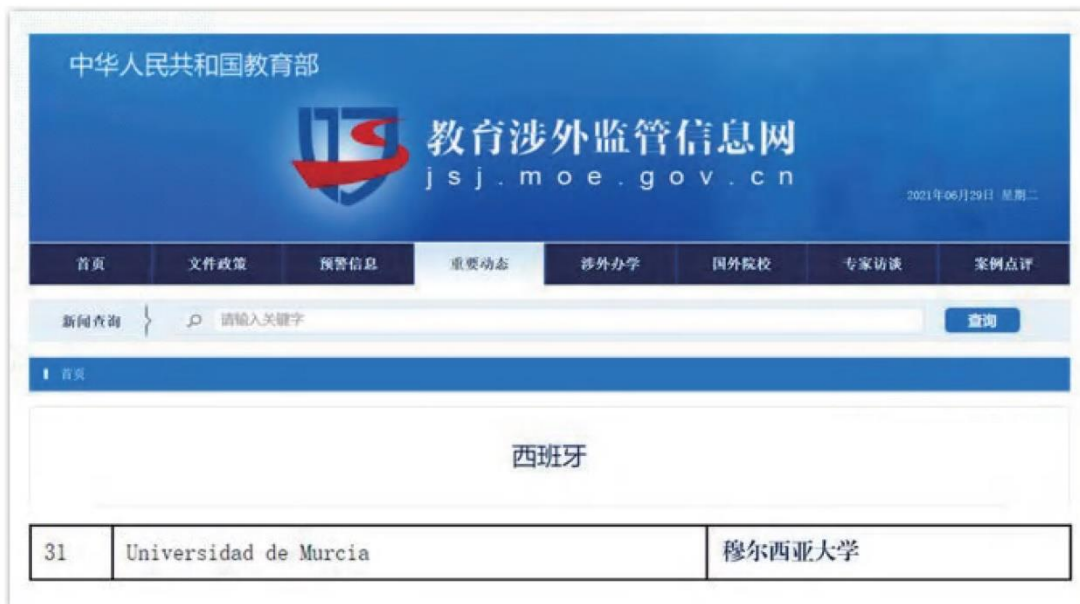 中华人民共和国教育部
教育涉外监管信息网
jsj.moe.gov.cn
2021年06月29日 星期二
首页 文件政策 预警信息 重要动态 涉外办学 国外院校 专家访谈 案例点评
新闻查询 请输入关键字 查询
首页
西班牙
31 Universidad de Murcia 穆尔西亚大学